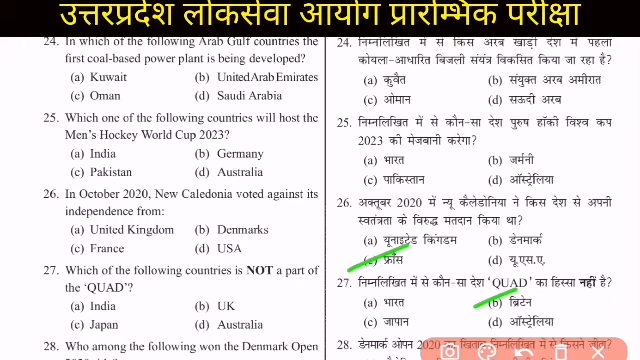 उत्तरप्रदेश लोकसेवा आयोग प्रारम्भिक परीक्षा
24. In which of the following Arab Gulf countries the
first coal-based power plant is being developed?
(a) Kuwait (b) United Arab Emirates
(c) Oman (d) Saudi Arabia
25. Which one of the following countries will host the
Men's Hockey World Cup 2023?
(a) India (b) Germany
(c) Pakistan (d) Australia
26. In October 2020, New Caledonia voted against its
independence from:
(a) United Kingdom (b) Denmarks
(c) France (d) USA
27. Which of the following countries is NOT a part of
the 'QUAD'?
(a) India (b) UK
(c) Japan (d) Australia
28. Who among the following won the Denmark Open
24. निम्नलिखित में से किस अरब खाड़ी देश में पहला
कोयला-आधारित बिजली संयंत्र विकसित किया जा रहा है?
(a) कुवैत (b) संयुक्त अरब अमीरात
(c) ओमान (d) सऊदी अरब
25. निम्नलिखित में से कौन-सा देश पुरुष हॉकी विश्व कप
2023 की मेजबानी करेगा?
(a) भारत (b) जर्मनी
(c) पाकिस्तान (d) ऑस्ट्रेलिया
26. अक्तूबर 2020 में न्यू कैलेडोनिया ने किस देश से अपनी
स्वतंत्रता के विरुद्ध मतदान किया था?
(a) यूनाइटेड किंगडम (b) डेनमार्क
(c) फ्राँस (d) यू.एस.ए.
27. निम्नलिखित में से कौन-सा देश 'QUAD' का हिस्सा नहीं है?
(a) भारत (b) ब्रिटेन
(c) जापान (d) ऑस्ट्रेलिया
28. डेनमार्क ओपन 2020 का खिताब निम्नलिखित में से किसने जीता?